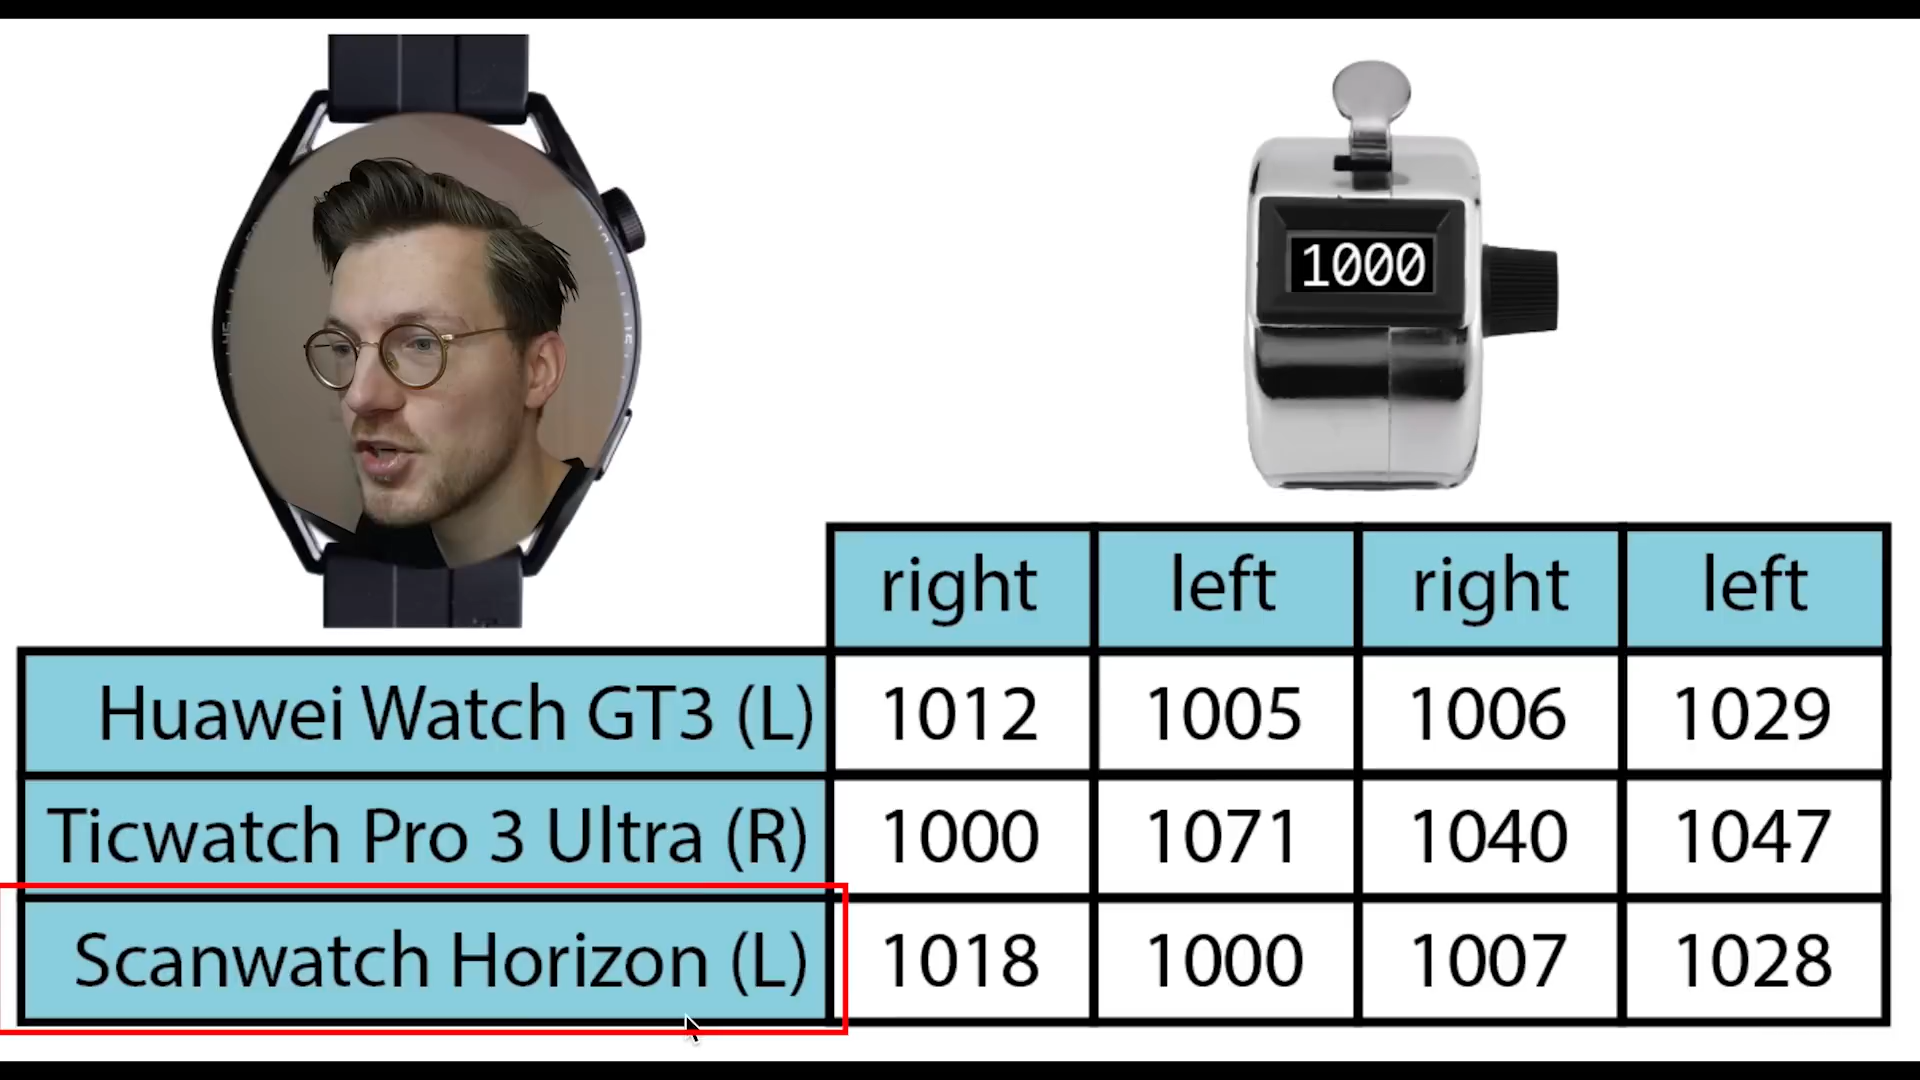 1000
right left right left
Huawei Watch GT3 (L) 1012 1005 1006 1029
Ticwatch Pro 3 Ultra (R) 1000 1071 1040 1047
Scanwatch Horizon (L) 1018 1000 1007 1028